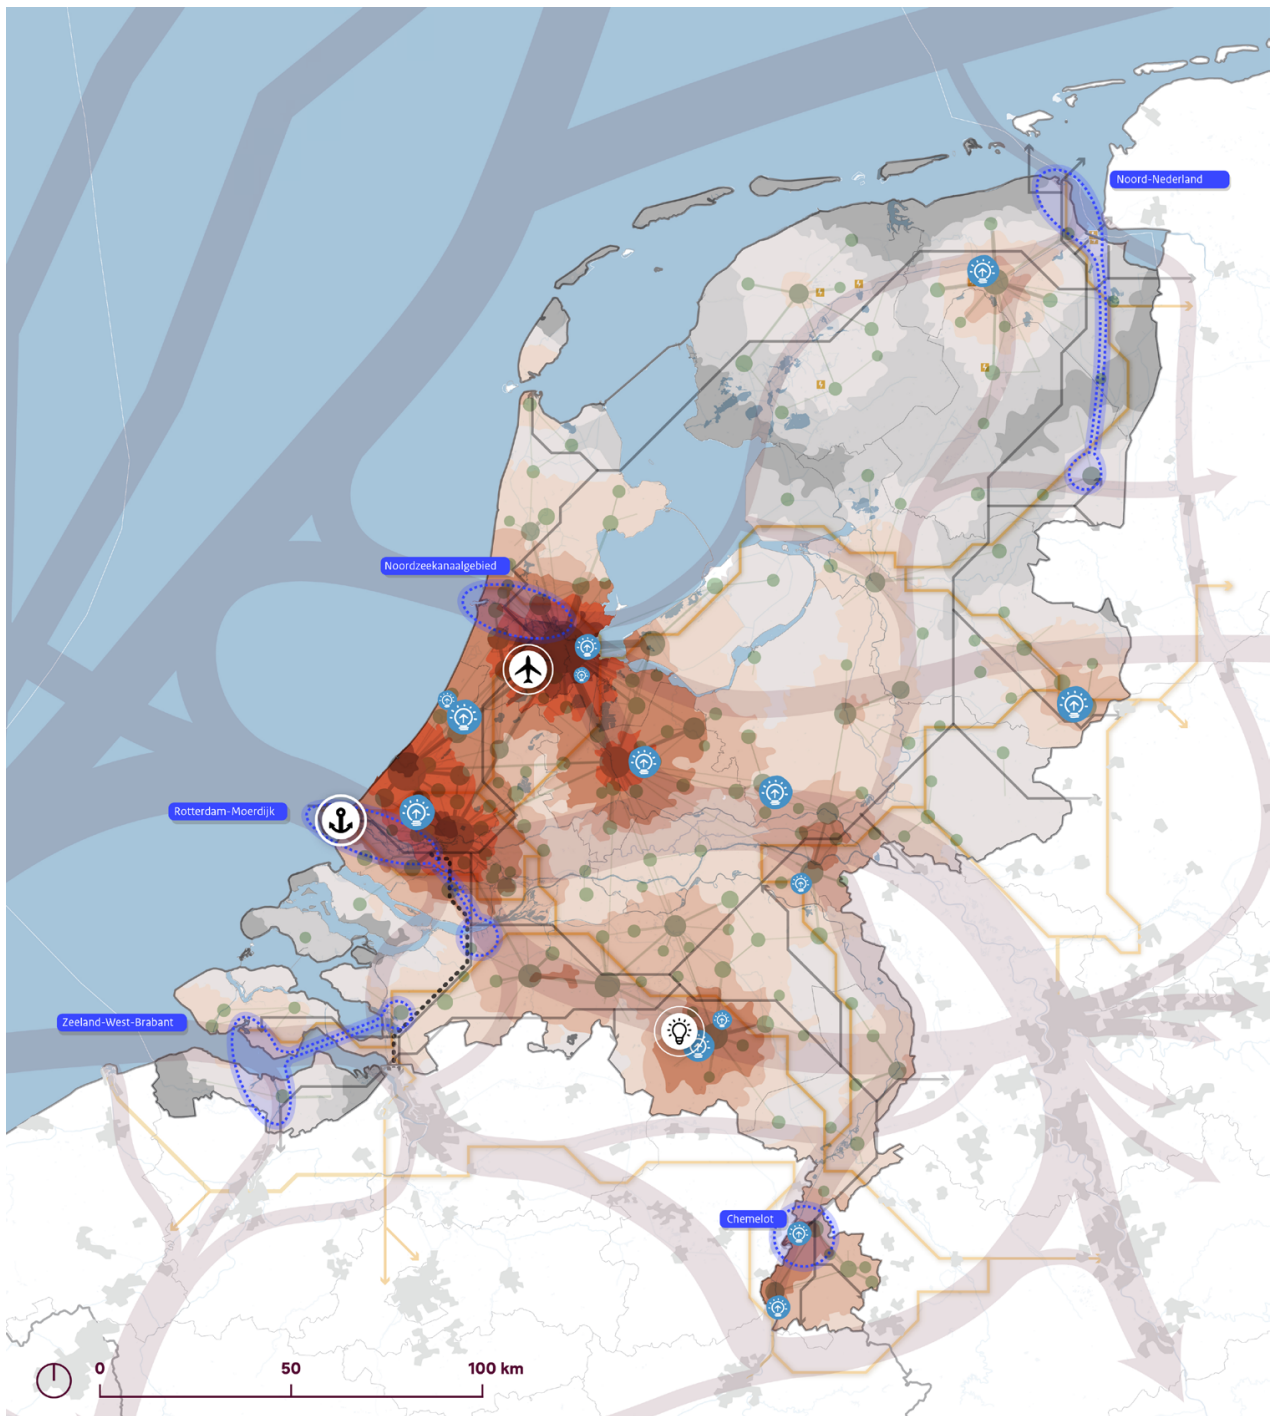 Noord-Nederland
Noordzeekanaalgebied
Rotterdam-Moerdijk
Zeeland-West-Brabant
Chemelot
0 50 100 km